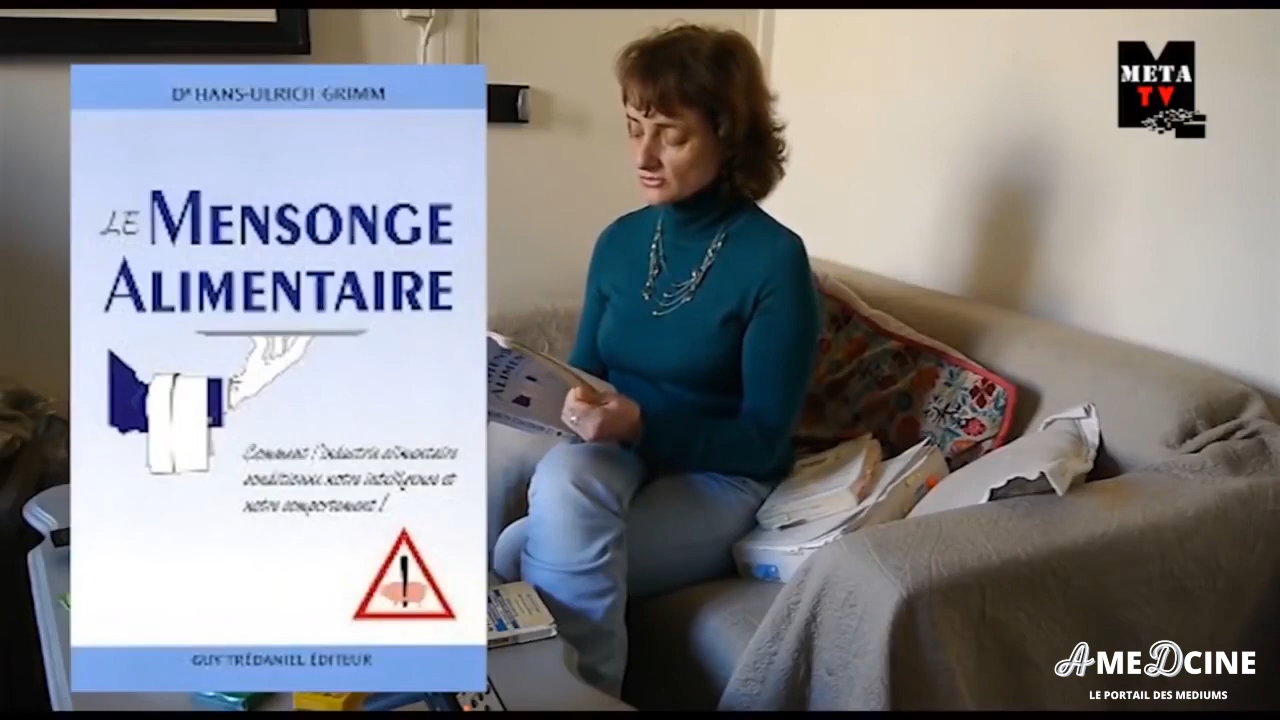 Dr HANS-ULRICH GRIMM
LE MENSONGE
ALIMENTAIRE
Comment l'industrie alimentaire
conditionne notre intelligence et
notre comportement !
!
GUY TRÉDANIEL ÉDITEUR
META
TV
AMEDCINE
LE PORTAIL DES MEDIUMS